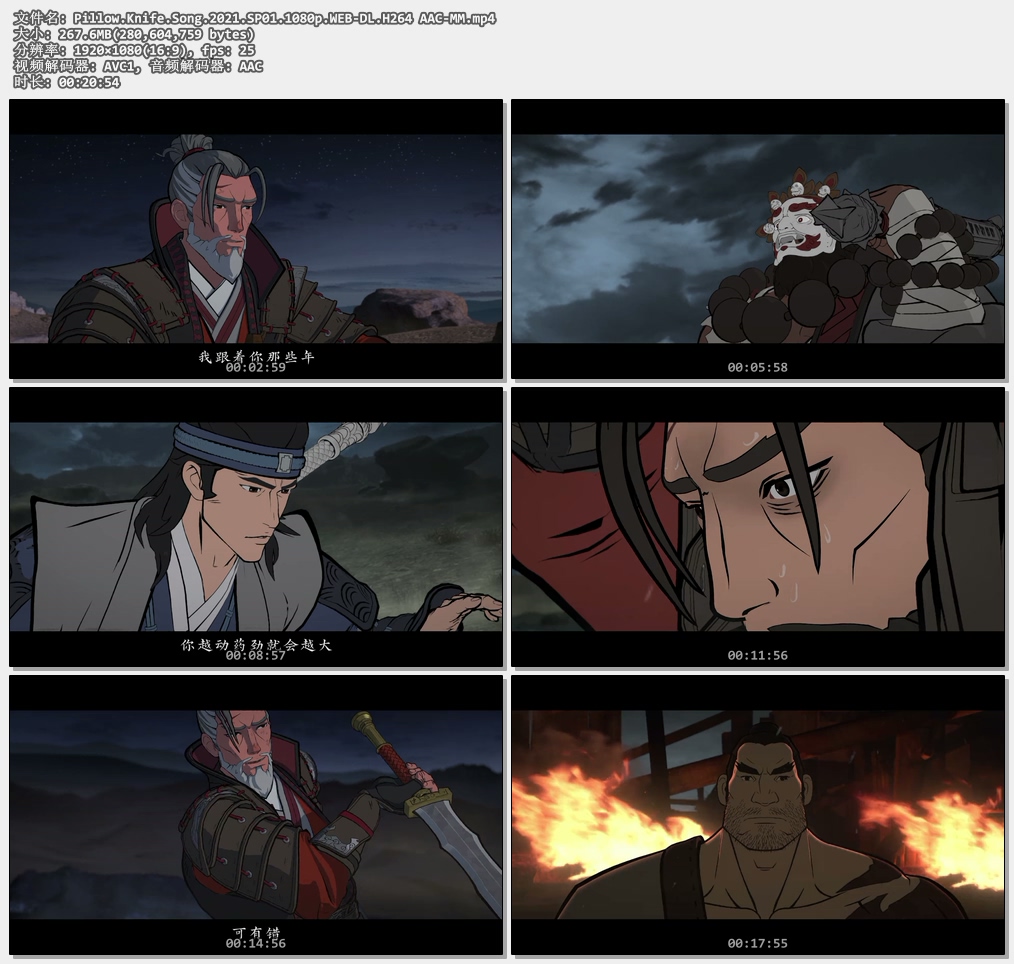 文件名: Pillow.Knife.Song.2021.SP01.1080p.WEB-DL.H264 AAC-MM.mp4
大小: 267.6MB(280,604,759 bytes)
分辨率: 1920×1080(16:9), fps: 25
视频解码器: AVC1, 音频解码器: AAC
时长: 00:20:54
我跟着你那些年
00:02:59
00:05:58
你越动药劲就会越大
00:08:57
00:11:56
可有错
00:14:56
00:17:55